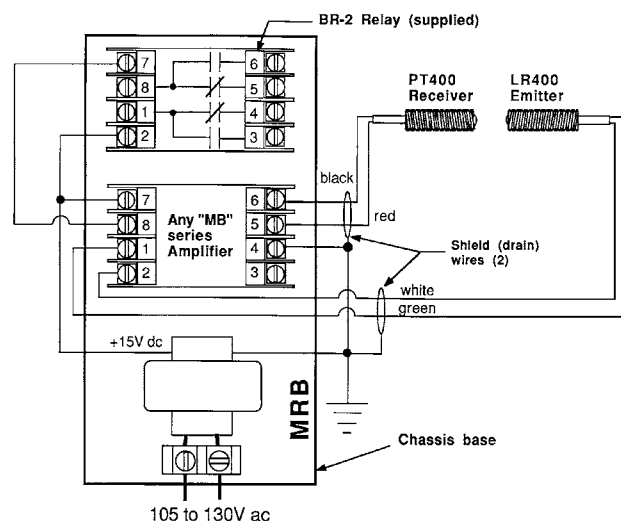 BR-2 Relay (supplied)
7
8
1
2
6
5
4
3
PT400
Receiver
LR400
Emitter
black
red
7
8
1
2
Any "MB"
series
Amplifier
6
5
4
3
Shield (drain)
wires (2)
white
green
+15V dc
MRB
Chassis base
105 to 130V ac